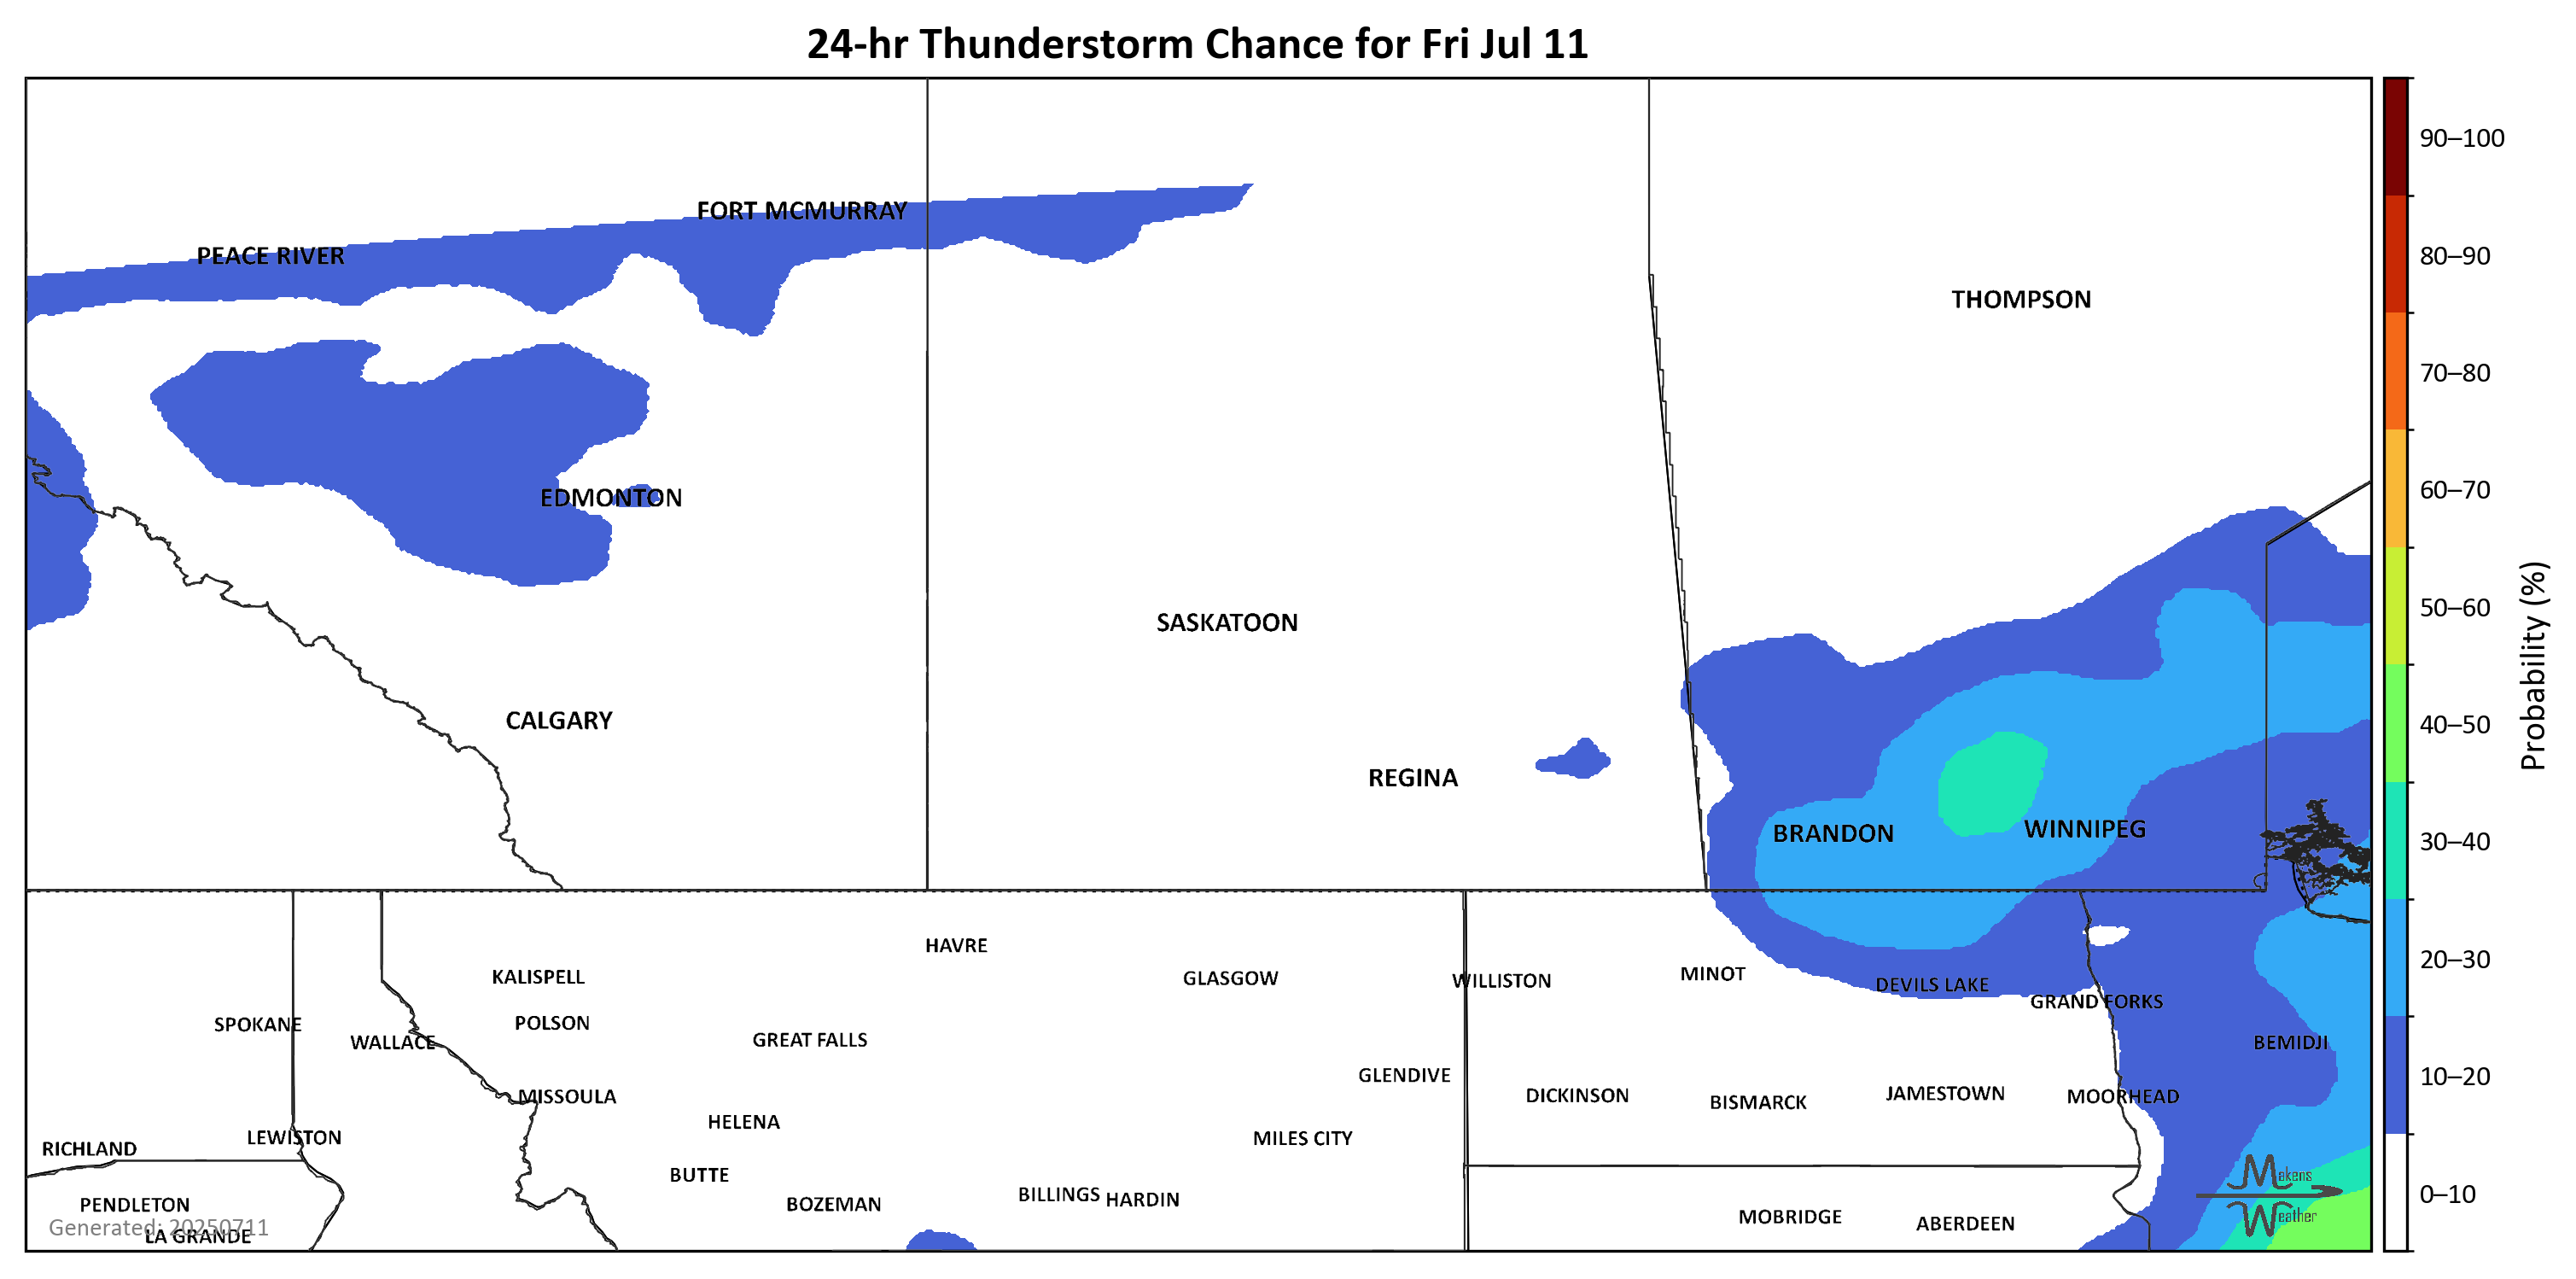 24-hr Thunderstorm Chance for Fri Jul 11
90–100
FORT MCMURRAY
PEACE RIVER
80–90
THOMPSON
70–80
60–70
EDMONTON
50–60
SASKATOON
Probability (%)
CALGARY
40–50
REGINA
BRANDON
WINNIPEG
30–40
HAVRE
20–30
KALISPELL
GLASGOW
WILLISTON
MINOT
DEVILS LAKE
GRAND FORKS
SPOKANE
POLSON
WALLACE
GREAT FALLS
BEMIDJI
GLENDIVE
10–20
MISSOULA
DICKINSON
BISMARCK
JAMESTOWN
MOORHEAD
HELENA
LEWISTON
MILES CITY
RICHLAND
BUTTE
Makens
0–10
PENDLETON
BOZEMAN
BILLINGS
HARDIN
Weather
MOBRIDGE
ABERDEEN
Generated: 20250711
LA GRANDE